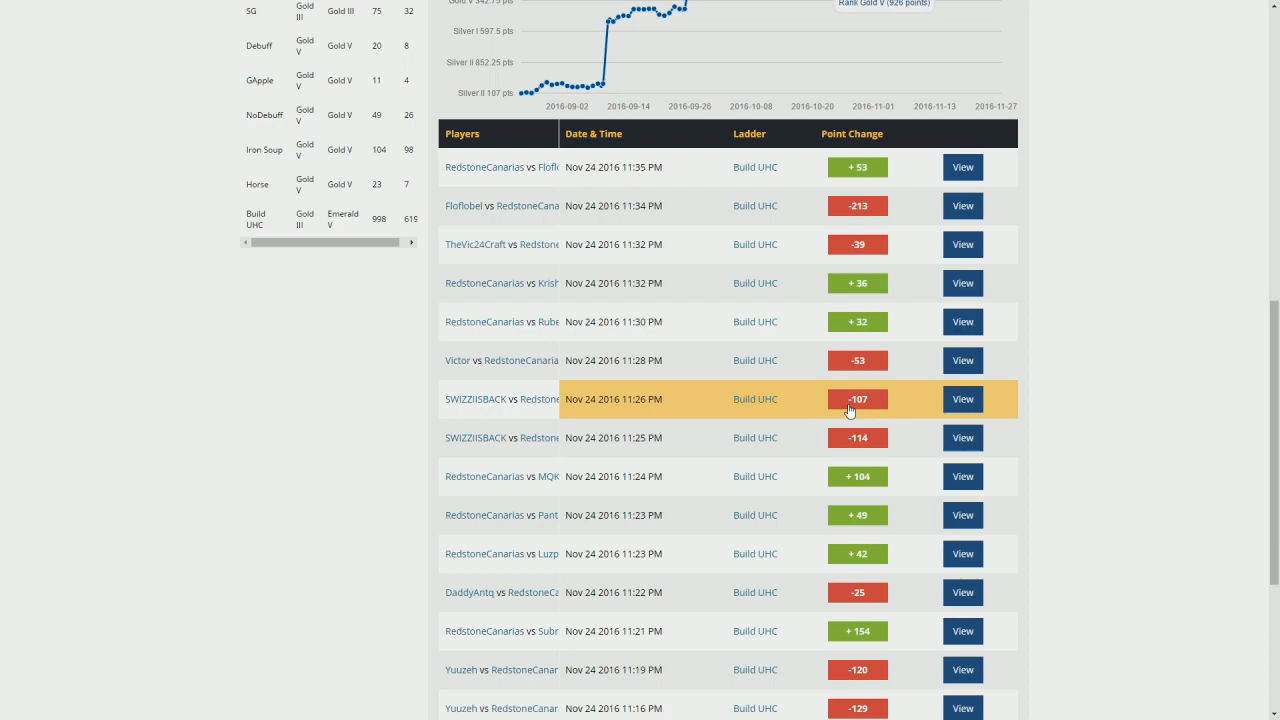 SG Gold III Gold III 75 32
Debuff Gold V Gold V 20 8
GApple Gold V Gold V 11 4
NoDebuff Gold V Gold V 49 26
Iron Soup Gold V Gold V 104 98
Horse Gold V Gold V 23 7
Build UHC Gold III Emerald V 998 619
Gold V 342.75 pts
Rank Gold V (926 points)
Silver I 597.5 pts
Silver II 852.25 pts
Silver II 107 pts
2016-09-02 2016-09-14 2016-09-26 2016-10-08 2016-10-20 2016-11-01 2016-11-13 2016-11-27
Players Date & Time Ladder Point Change
RedstoneCanarias vs Floflo Nov 24 2016 11:35 PM Build UHC + 53 View
Floflobel vs RedstoneCana Nov 24 2016 11:34 PM Build UHC -213 View
TheVic24Craft vs Redstone Nov 24 2016 11:32 PM Build UHC -39 View
RedstoneCanarias vs Krish Nov 24 2016 11:32 PM Build UHC + 36 View
RedstoneCanarias vs Rube Nov 24 2016 11:30 PM Build UHC + 32 View
Victor vs RedstoneCanaria Nov 24 2016 11:28 PM Build UHC -53 View
SWIZZIISBACK vs Redstone Nov 24 2016 11:26 PM Build UHC -107 View
SWIZZIISBACK vs Redstone Nov 24 2016 11:25 PM Build UHC -114 View
RedstoneCanarias vs MQK Nov 24 2016 11:24 PM Build UHC + 104 View
RedstoneCanarias vs Pant Nov 24 2016 11:23 PM Build UHC + 49 View
RedstoneCanarias vs Luzp Nov 24 2016 11:23 PM Build UHC + 42 View
DaddyAntq vs RedstoneCa Nov 24 2016 11:22 PM Build UHC -25 View
RedstoneCanarias vs Subr Nov 24 2016 11:21 PM Build UHC + 154 View
Yuuzeh vs RedstoneCanar Nov 24 2016 11:19 PM Build UHC -120 View
Yuuzeh vs RedstoneCanar Nov 24 2016 11:16 PM Build UHC -129 View